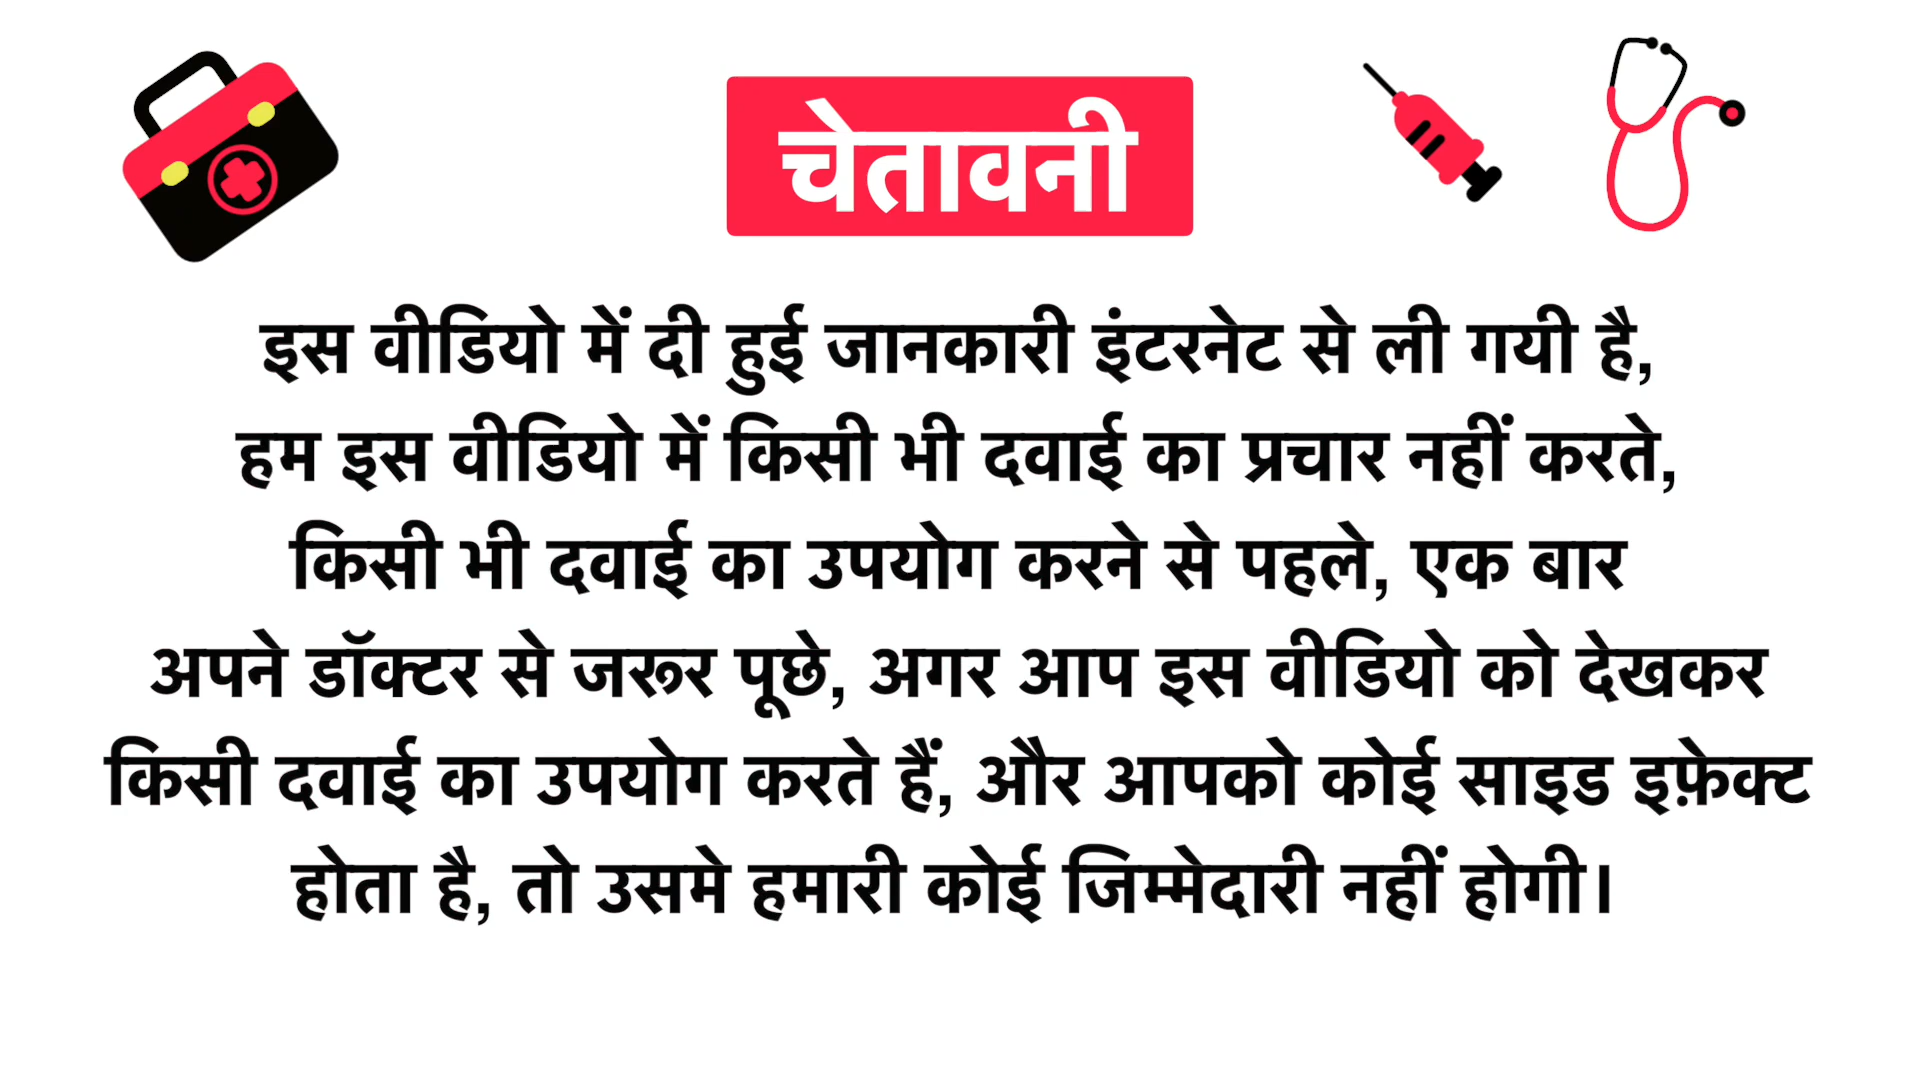 चेतावनी
इस वीडियो में दी हुई जानकारी इंटरनेट से ली गयी है,
हम इस वीडियो में किसी भी दवाई का प्रचार नहीं करते,
किसी भी दवाई का उपयोग करने से पहले, एक बार
अपने डॉक्टर से जरूर पूछे, अगर आप इस वीडियो को देखकर
किसी दवाई का उपयोग करते हैं, और आपको कोई साइड इफ़ेक्ट
होता है, तो उसमे हमारी कोई जिम्मेदारी नहीं होगी।